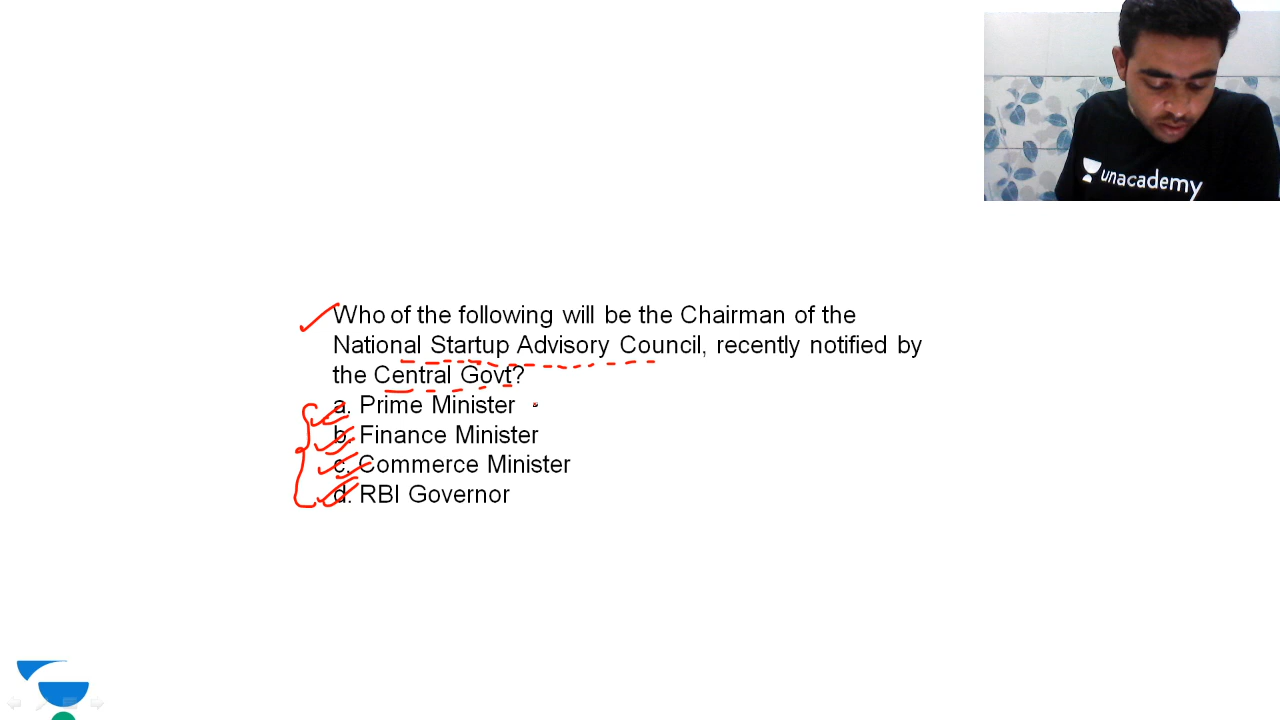 unacademy
Who of the following will be the Chairman of the
National Startup Advisory Council, recently notified by
the Central Govt?
a. Prime Minister
b. Finance Minister
c. Commerce Minister
d. RBI Governor